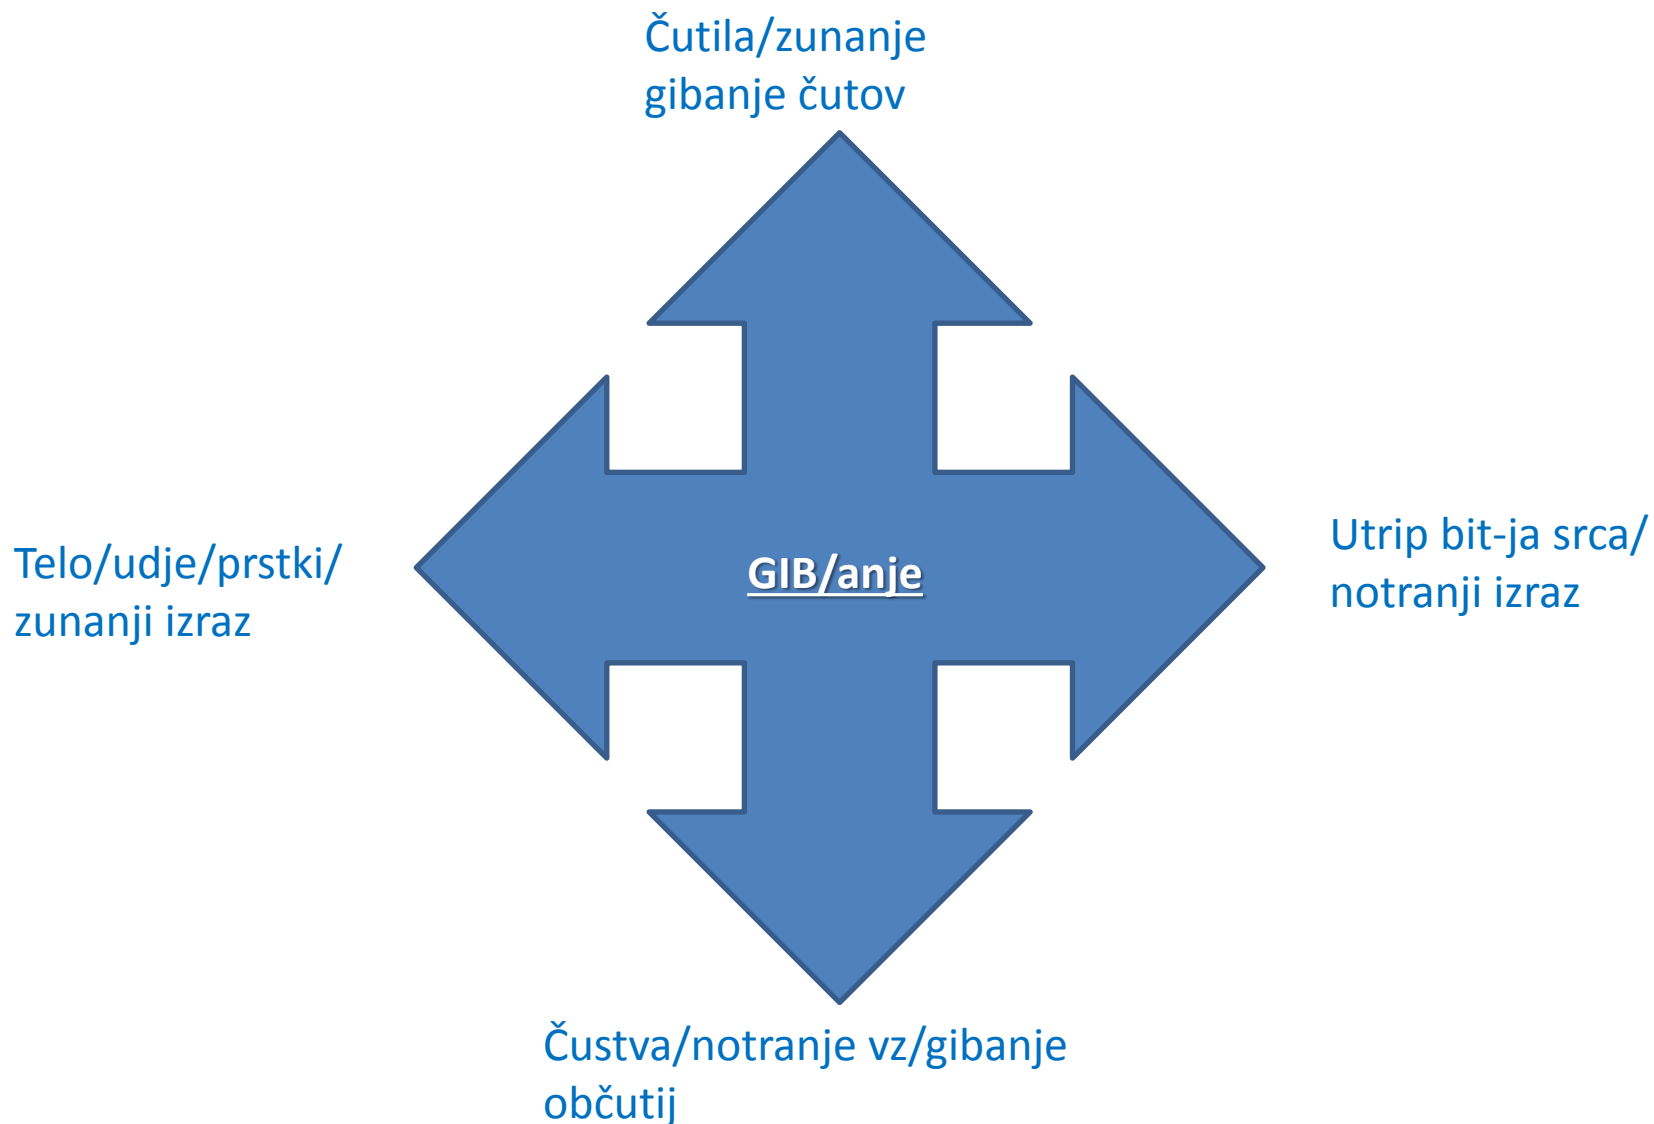 Čutila/zunanje
gibanje čutov
Telo/udje/prstki/
zunanji izraz
GIB/anje
Utrip bit-ja srca/
notranji izraz
Čustva/notranje vz/gibanje
občutij